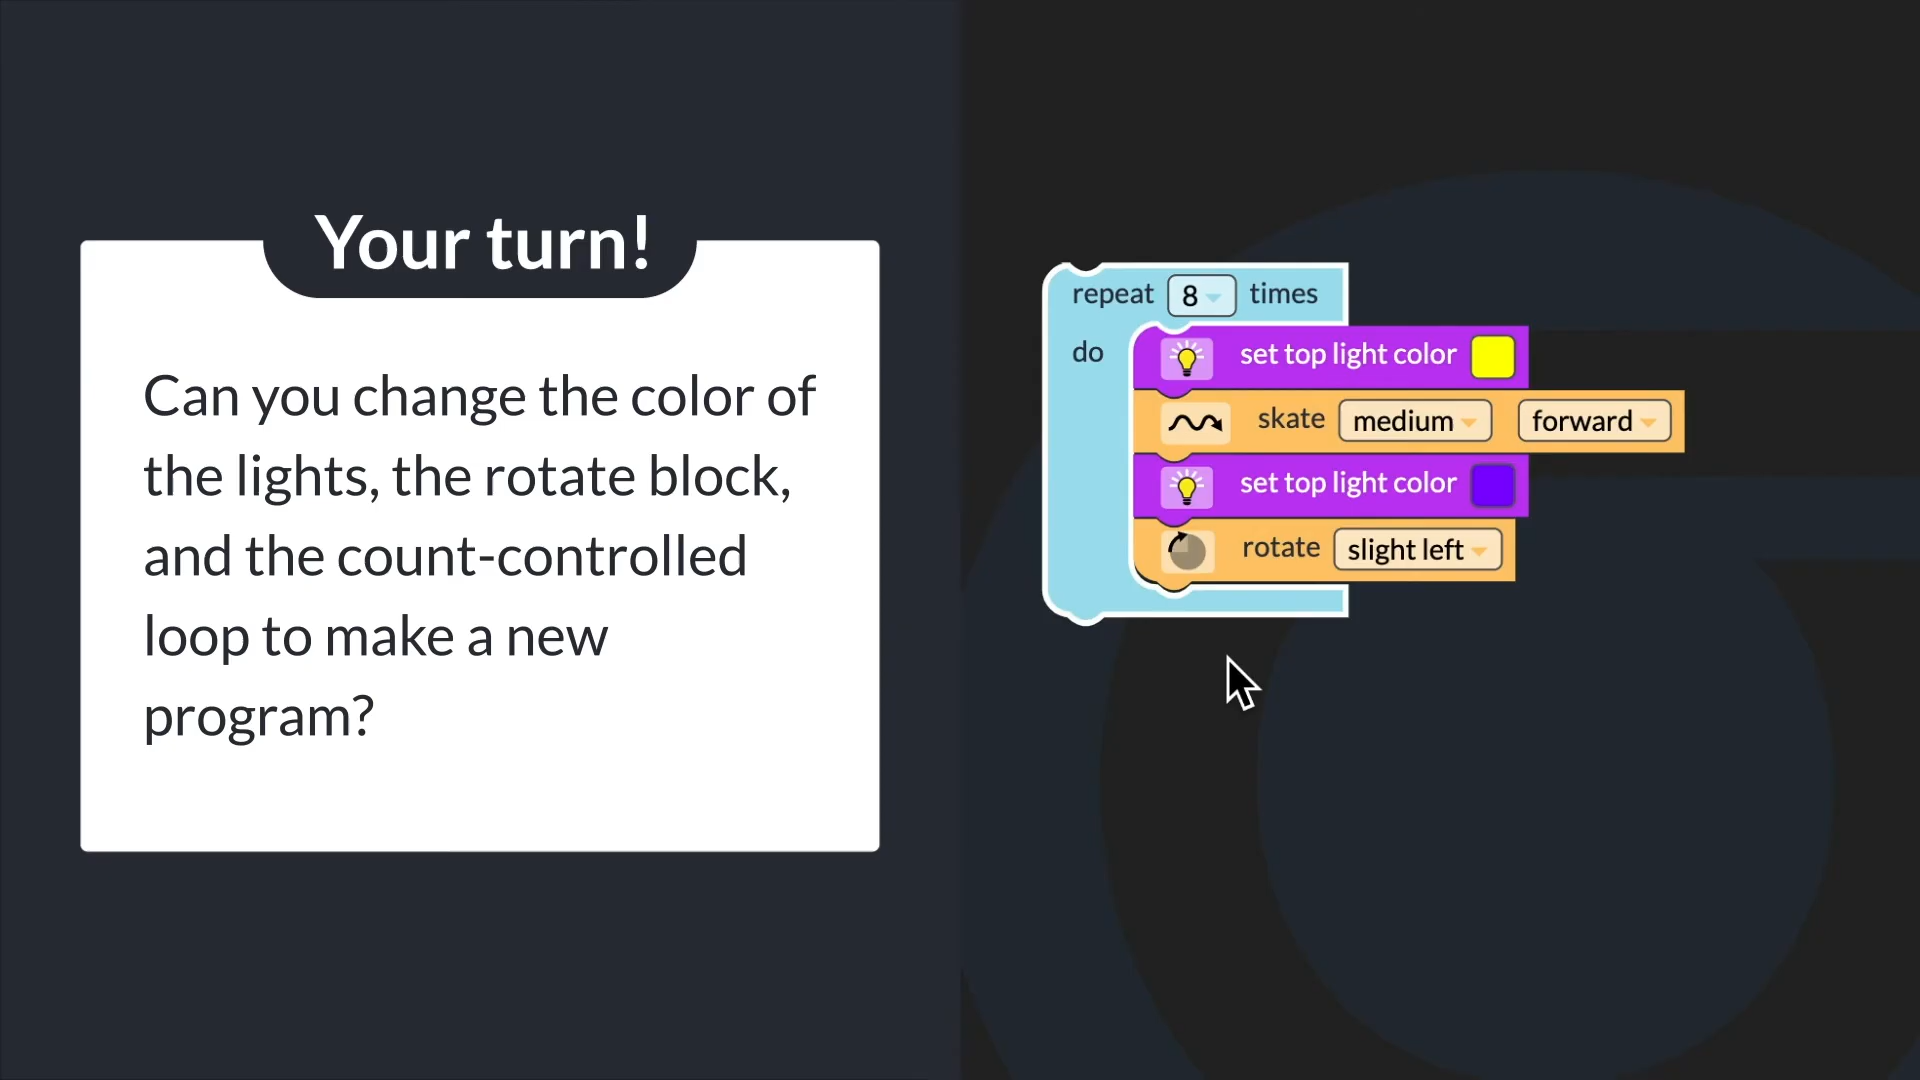 Your turn!
Can you change the color of
the lights, the rotate block,
and the count-controlled
loop to make a new
program?
repeat 8 times
do
set top light color
skate medium forward
set top light color
rotate slight left